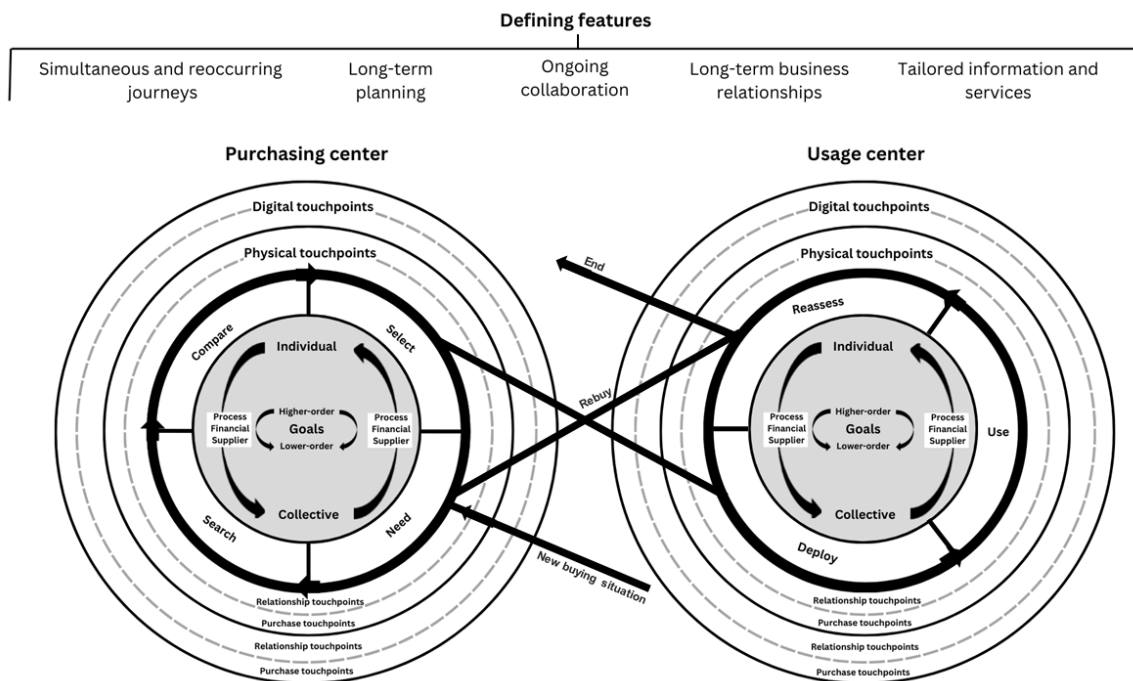 Defining features
Simultaneous and reoccurring
journeys
Long-term
planning
Ongoing
collaboration
Long-term business
relationships
Tailored information and
services
Purchasing center
Digital touchpoints
Physical touchpoints
Compare
Select
Individual
Process
Financial
Supplier
Higher-order
Goals
Lower-order
Process
Financial
Supplier
Collective
Search
Need
Relationship touchpoints
Purchase touchpoints
Relationship touchpoints
Purchase touchpoints
End
Rebuy
New buying situation
Usage center
Digital touchpoints
Physical touchpoints
Reassess
Individual
Process
Financial
Supplier
Higher-order
Goals
Lower-order
Process
Financial
Supplier
Use
Collective
Deploy
Relationship touchpoints
Purchase touchpoints
Relationship touchpoints
Purchase touchpoints